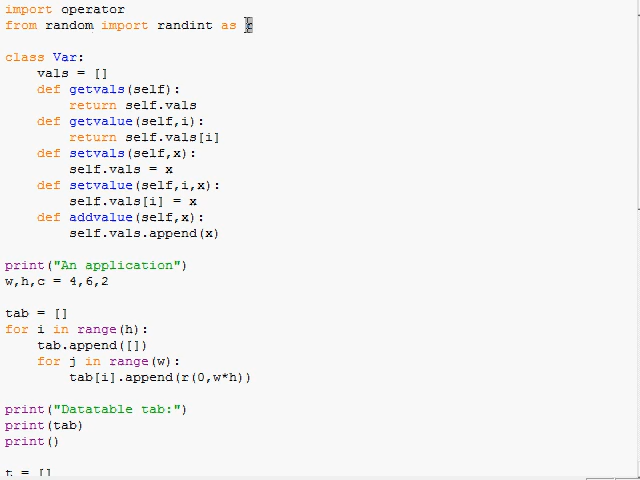 import operator
from random import randint as
class Var:
    vals = []
    def getvals(self):
        return self.vals
    def getvalue(self,i):
        return self.vals[i]
    def setvals(self,x):
        self.vals = x
    def setvalue(self,i,x):
        self.vals[i] = x
    def addvalue(self,x):
        self.vals.append(x)
print("An application")
w,h,c = 4,6,2
tab = []
for i in range(h):
    tab.append([])
    for j in range(w):
        tab[i].append(r(0,w*h))
print("Datatable tab:")
print(tab)
print()
t = []